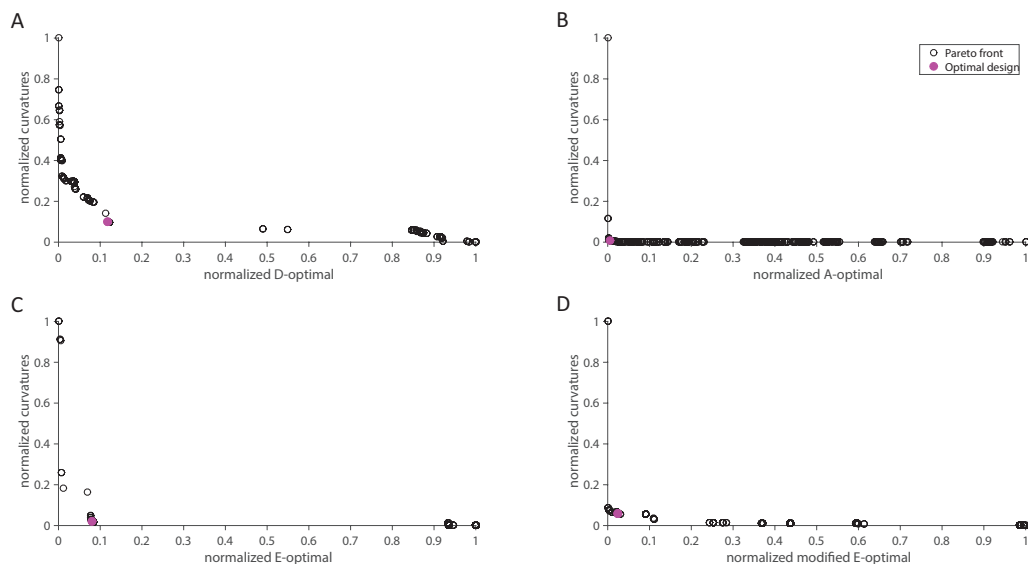 A
1
0.8
0.6
0.4
0.2
0
normalized curvatures
0 0.1 0.2 0.3 0.4 0.5 0.6 0.7 0.8 0.9 1
normalized D-optimal
B
1
0.8
0.6
0.4
0.2
0
normalized curvatures
0 0.1 0.2 0.3 0.4 0.5 0.6 0.7 0.8 0.9 1
normalized A-optimal
Pareto front
Optimal design
C
1
0.8
0.6
0.4
0.2
0
normalized curvatures
0 0.1 0.2 0.3 0.4 0.5 0.6 0.7 0.8 0.9 1
normalized E-optimal
D
1
0.8
0.6
0.4
0.2
0
normalized curvatures
0 0.1 0.2 0.3 0.4 0.5 0.6 0.7 0.8 0.9 1
normalized modified E-optimal